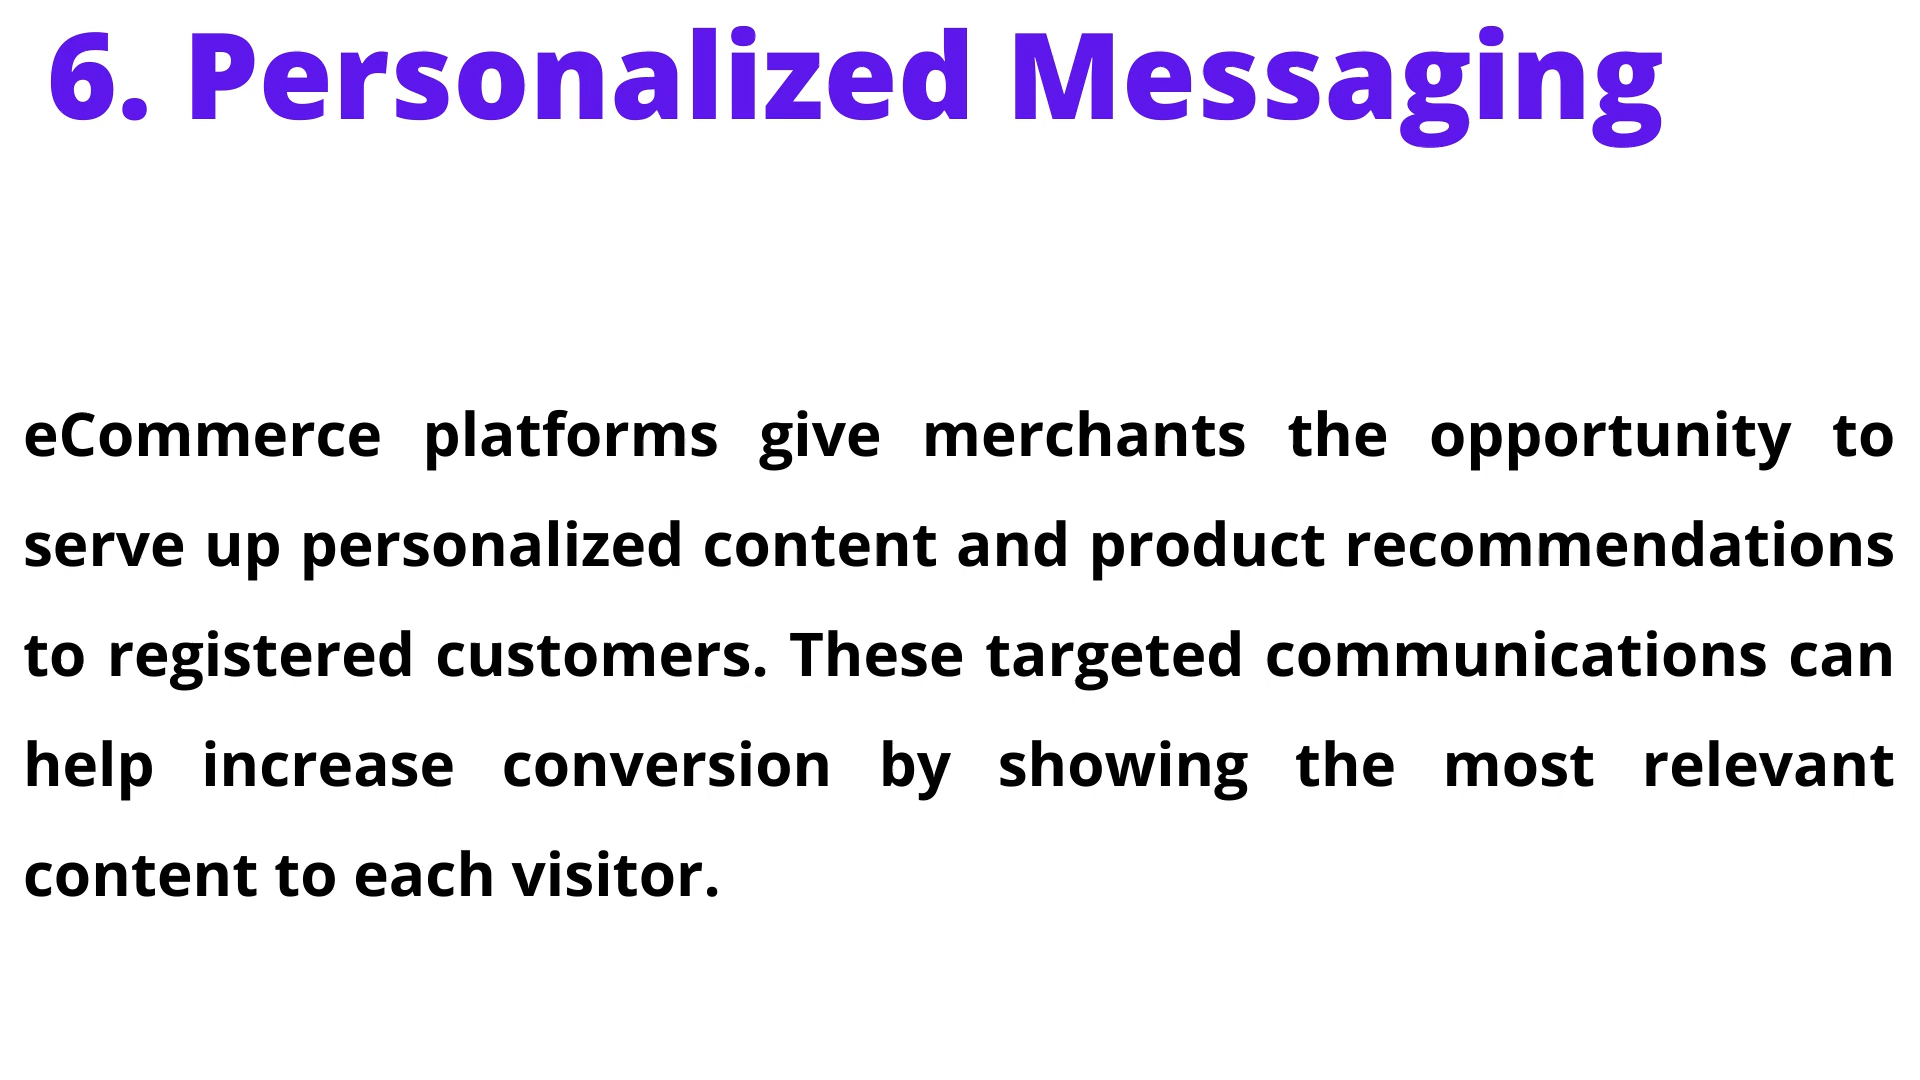 6. Personalized Messaging
eCommerce platforms give merchants the opportunity to
serve up personalized content and product recommendations
to registered customers. These targeted communications can
help increase conversion by showing the most relevant
content to each visitor.